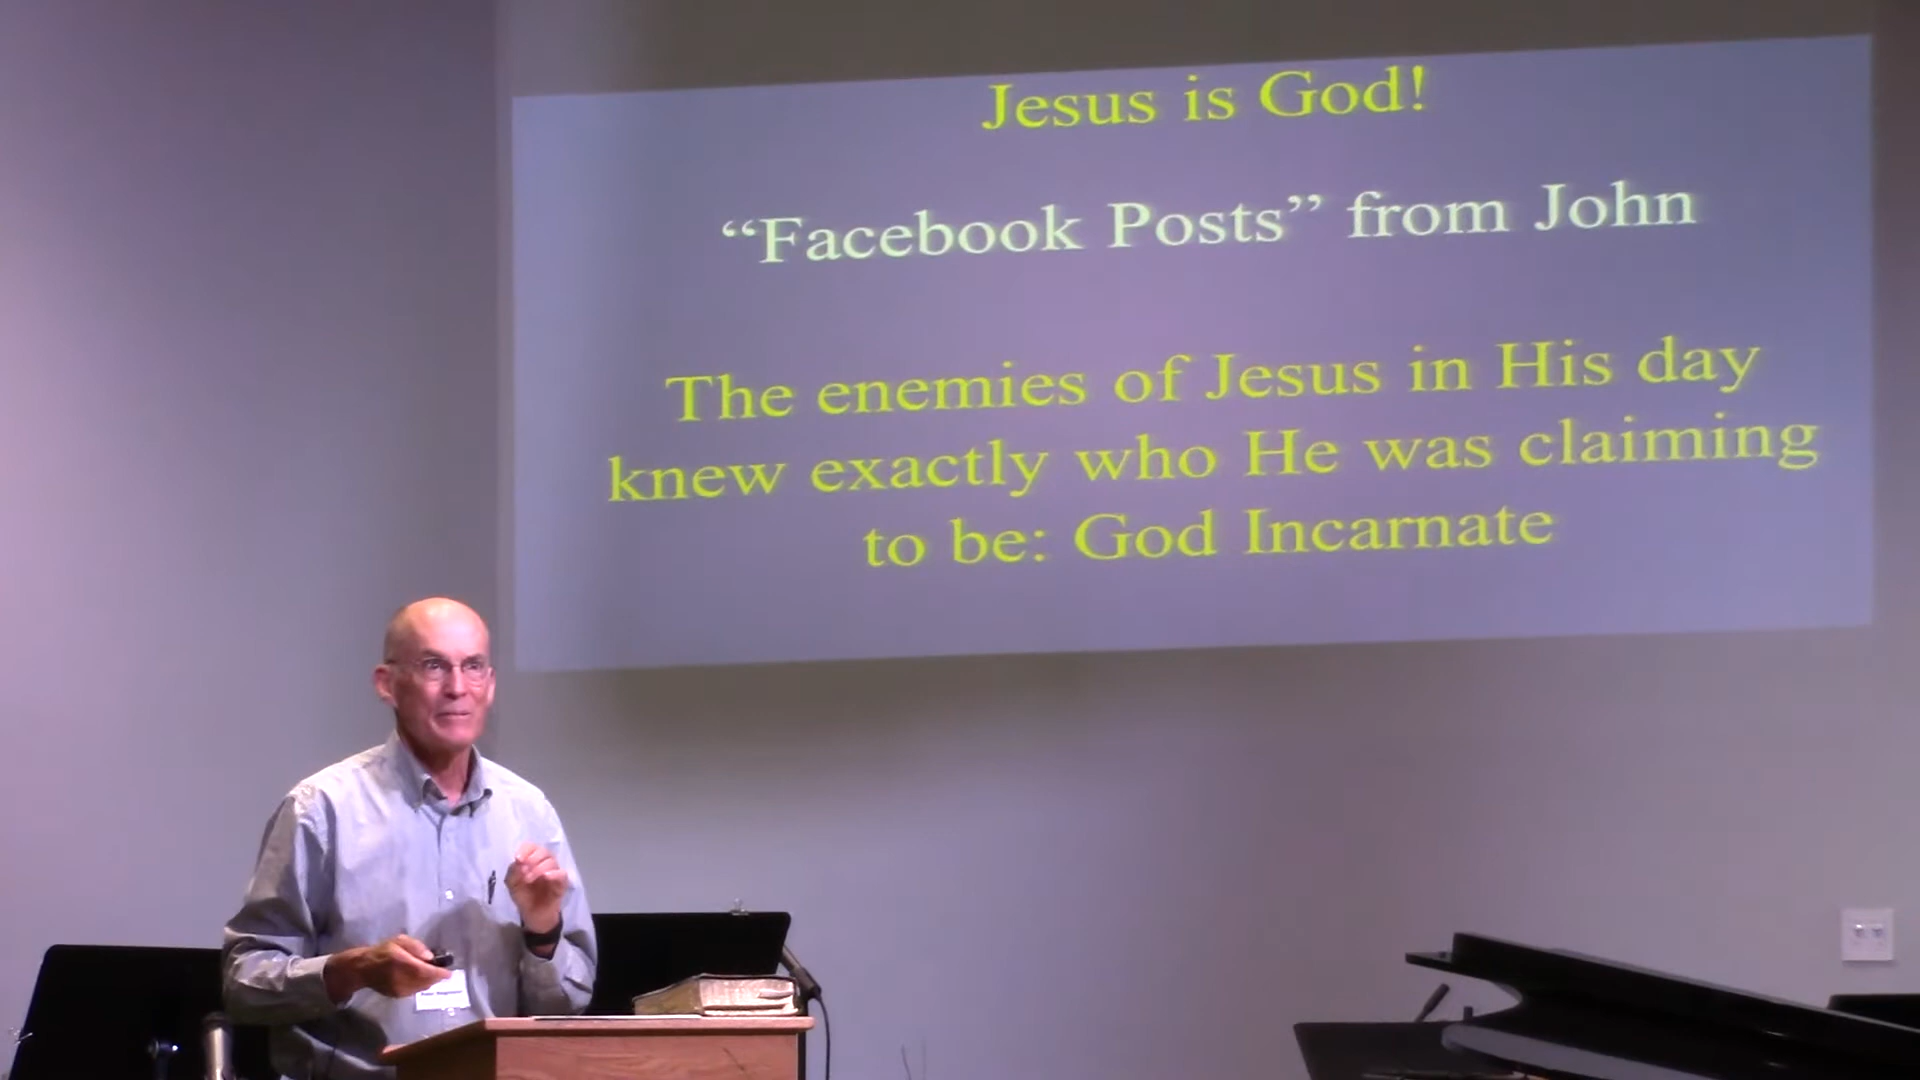 Jesus is God!
“Facebook Posts” from John
The enemies of Jesus in His day
knew exactly who He was claiming
to be: God Incarnate